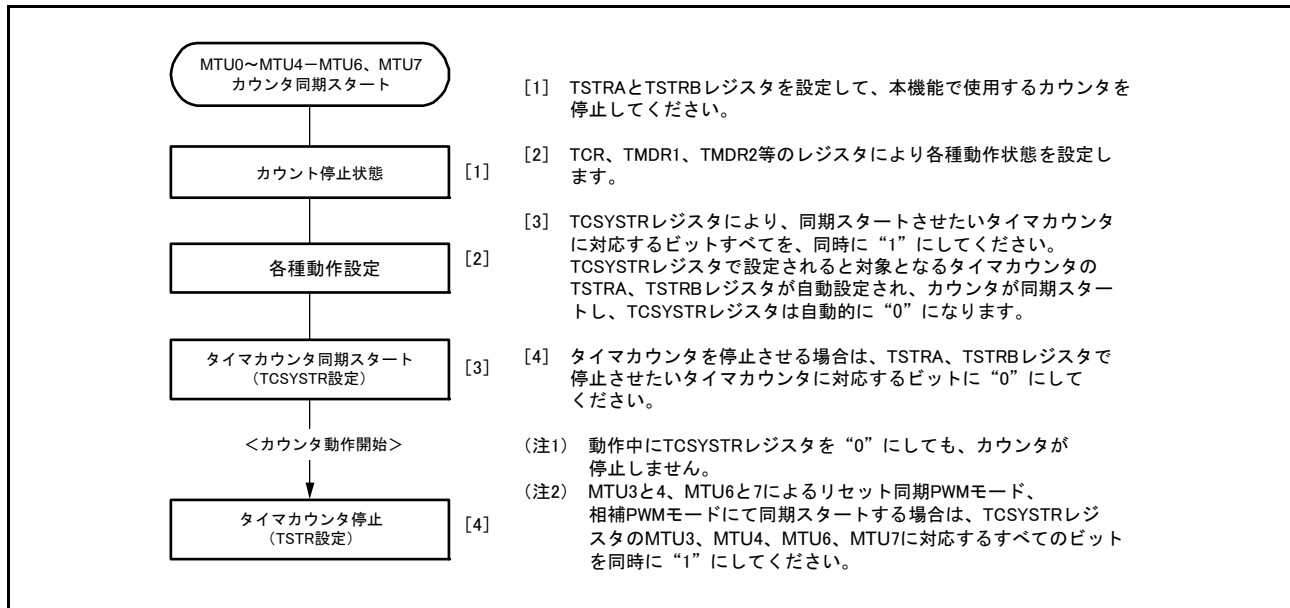 MTU0～MTU4－MTU6、MTU7
カウンタ同期スタート
カウント停止状態
[1]
各種動作設定
[2]
タイマカウンタ同期スタート
（TCSYSTR設定）
[3]
＜カウンタ動作開始＞
タイマカウンタ停止
（TSTR設定）
[4]
[1] TSTRAとTSTRBレジスタを設定して、本機能で使用するカウンタを
停止してください。
[2] TCR、TMDR1、TMDR2等のレジスタにより各種動作状態を設定し
ます。
[3] TCSYSTRレジスタにより、同期スタートさせたいタイマカウンタ
に対応するビットすべてを、同時に“1”にしてください。
TCSYSTRレジスタで設定されると対象となるタイマカウンタの
TSTRA、TSTRBレジスタが自動設定され、カウンタが同期スター
トし、TCSYSTRレジスタは自動的に“0”になります。
[4] タイマカウンタを停止させる場合は、TSTRA、TSTRBレジスタで
停止させたいタイマカウンタに対応するビットに“0”にして
ください。
（注1） 動作中にTCSYSTRレジスタを“0”にしても、カウンタが
停止しません。
（注2） MTU3と4、MTU6と7によるリセット同期PWMモード、
相補PWMモードにて同期スタートする場合は、TCSYSTRレジ
スタのMTU3、MTU4、MTU6、MTU7に対応するすべてのビット
を同時に“1”にしてください。